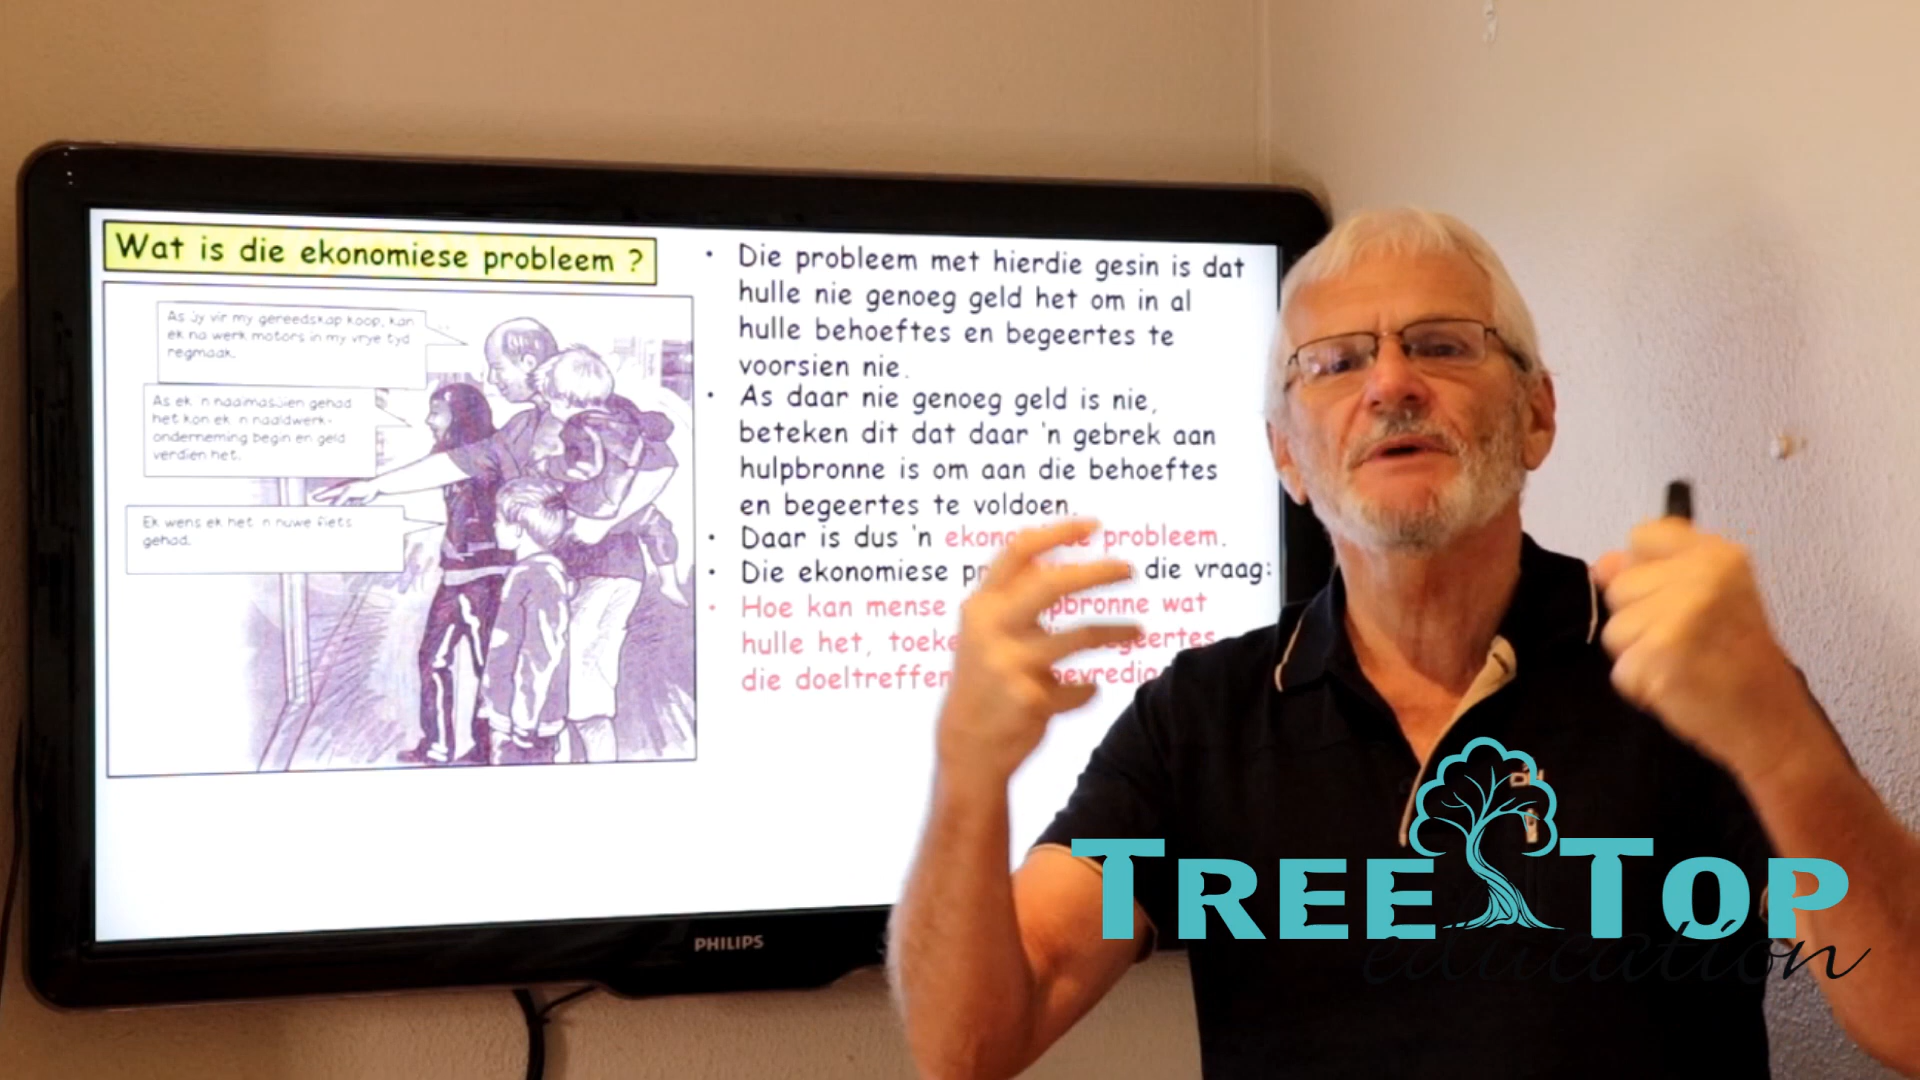 Wat is die ekonomiese probleem ?
As jy vir my gereedskap koop, kan
ek na werk motors in my vrye tyd
regmaak.
As ek 'n naaimasjien gehad
het kon ek 'n naaldwerk-
onderneming begin en geld
verdien het.
Ek wens ek het 'n nuwe fiets
gehad.
• Die probleem met hierdie gesin is dat
hulle nie genoeg geld het om in al
hulle behoeftes en begeertes te
voorsien nie.
• As daar nie genoeg geld is nie,
beteken dit dat daar 'n gebrek aan
hulpbronne is om aan die behoeftes
en begeertes te voldoen.
• Daar is dus 'n probleem.
• Die ekonomiese die vraag:
• Hoe kan mense wat
hulle het,
die
PHILIPS
TREE TOP
education